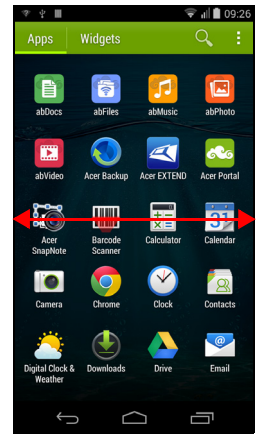 09:26
Apps Widgets
abDocs abFiles abMusic abPhoto
abVideo Acer Backup Acer EXTEND Acer Portal
31
Acer SnapNote Barcode Scanner Calculator Calendar
Camera Chrome Clock Contacts
@
Digital Clock & Weather Downloads Drive Email